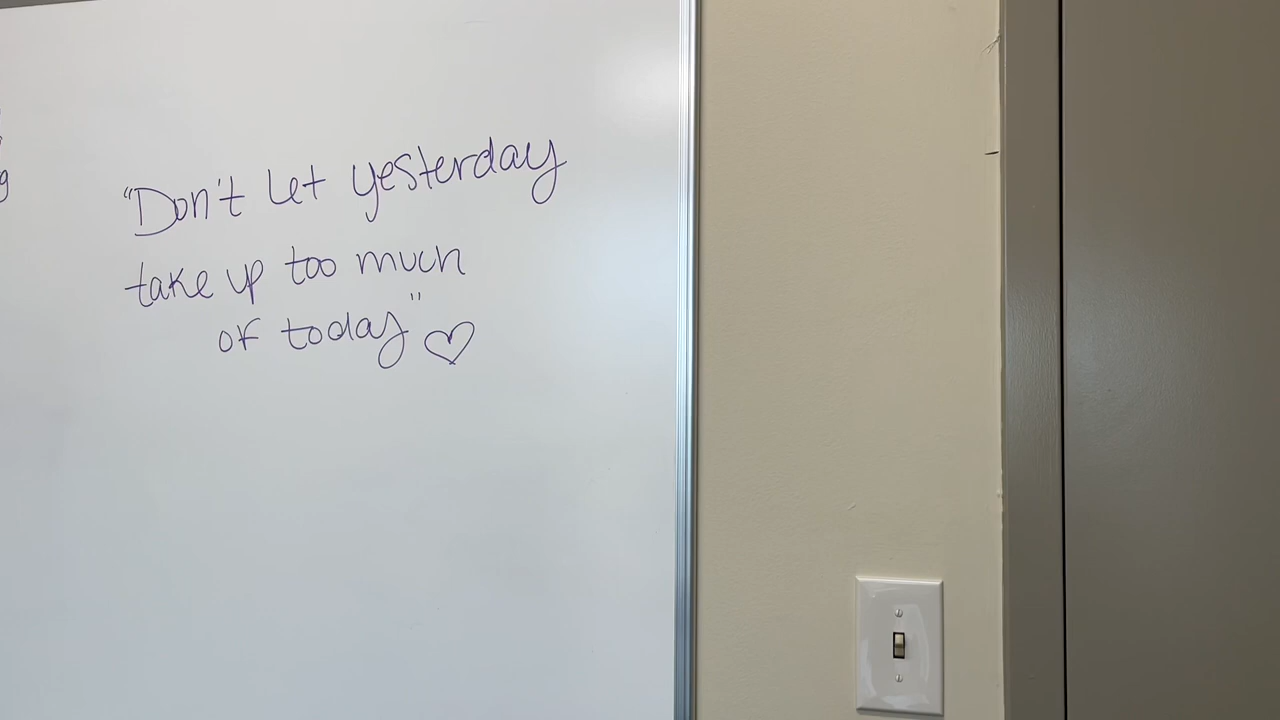 "Don't let yesterday
take up too much
of today" ♡